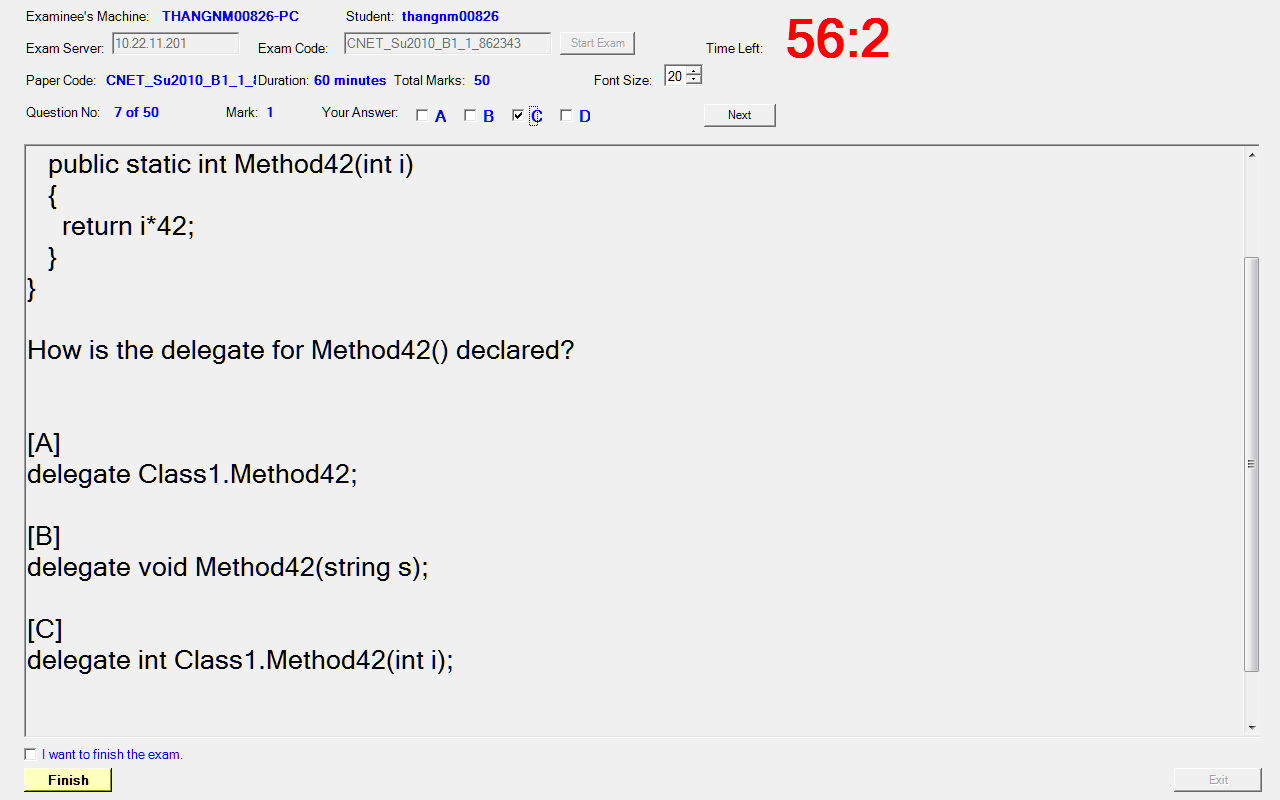 Examinee's Machine: THANGNM00826-PC Student: thangnm00826
Exam Server: 10.22.11.201 Exam Code: CNET_Su2010_B1_1_862343 Start Exam Time Left: 56:2
Paper Code: CNET_Su2010_B1_1_ Duration: 60 minutes Total Marks: 50 Font Size: 20
Question No: 7 of 50 Mark: 1 Your Answer: A B C D Next
public static int Method42(int i)
{
return i*42;
}
}
How is the delegate for Method42() declared?
[A]
delegate Class1.Method42;
[B]
delegate void Method42(string s);
[C]
delegate int Class1.Method42(int i);
I want to finish the exam.
Finish Exit